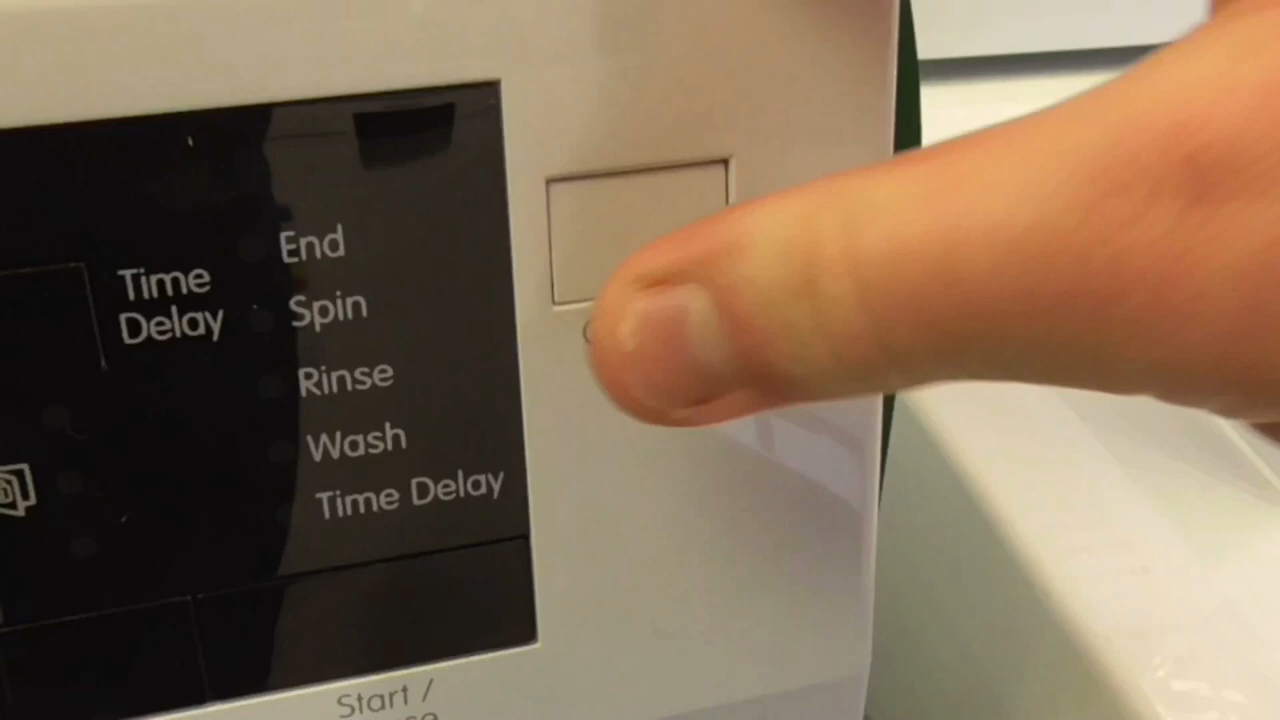 Time
Delay
End
Spin
Rinse
Wash
Time Delay
Start /